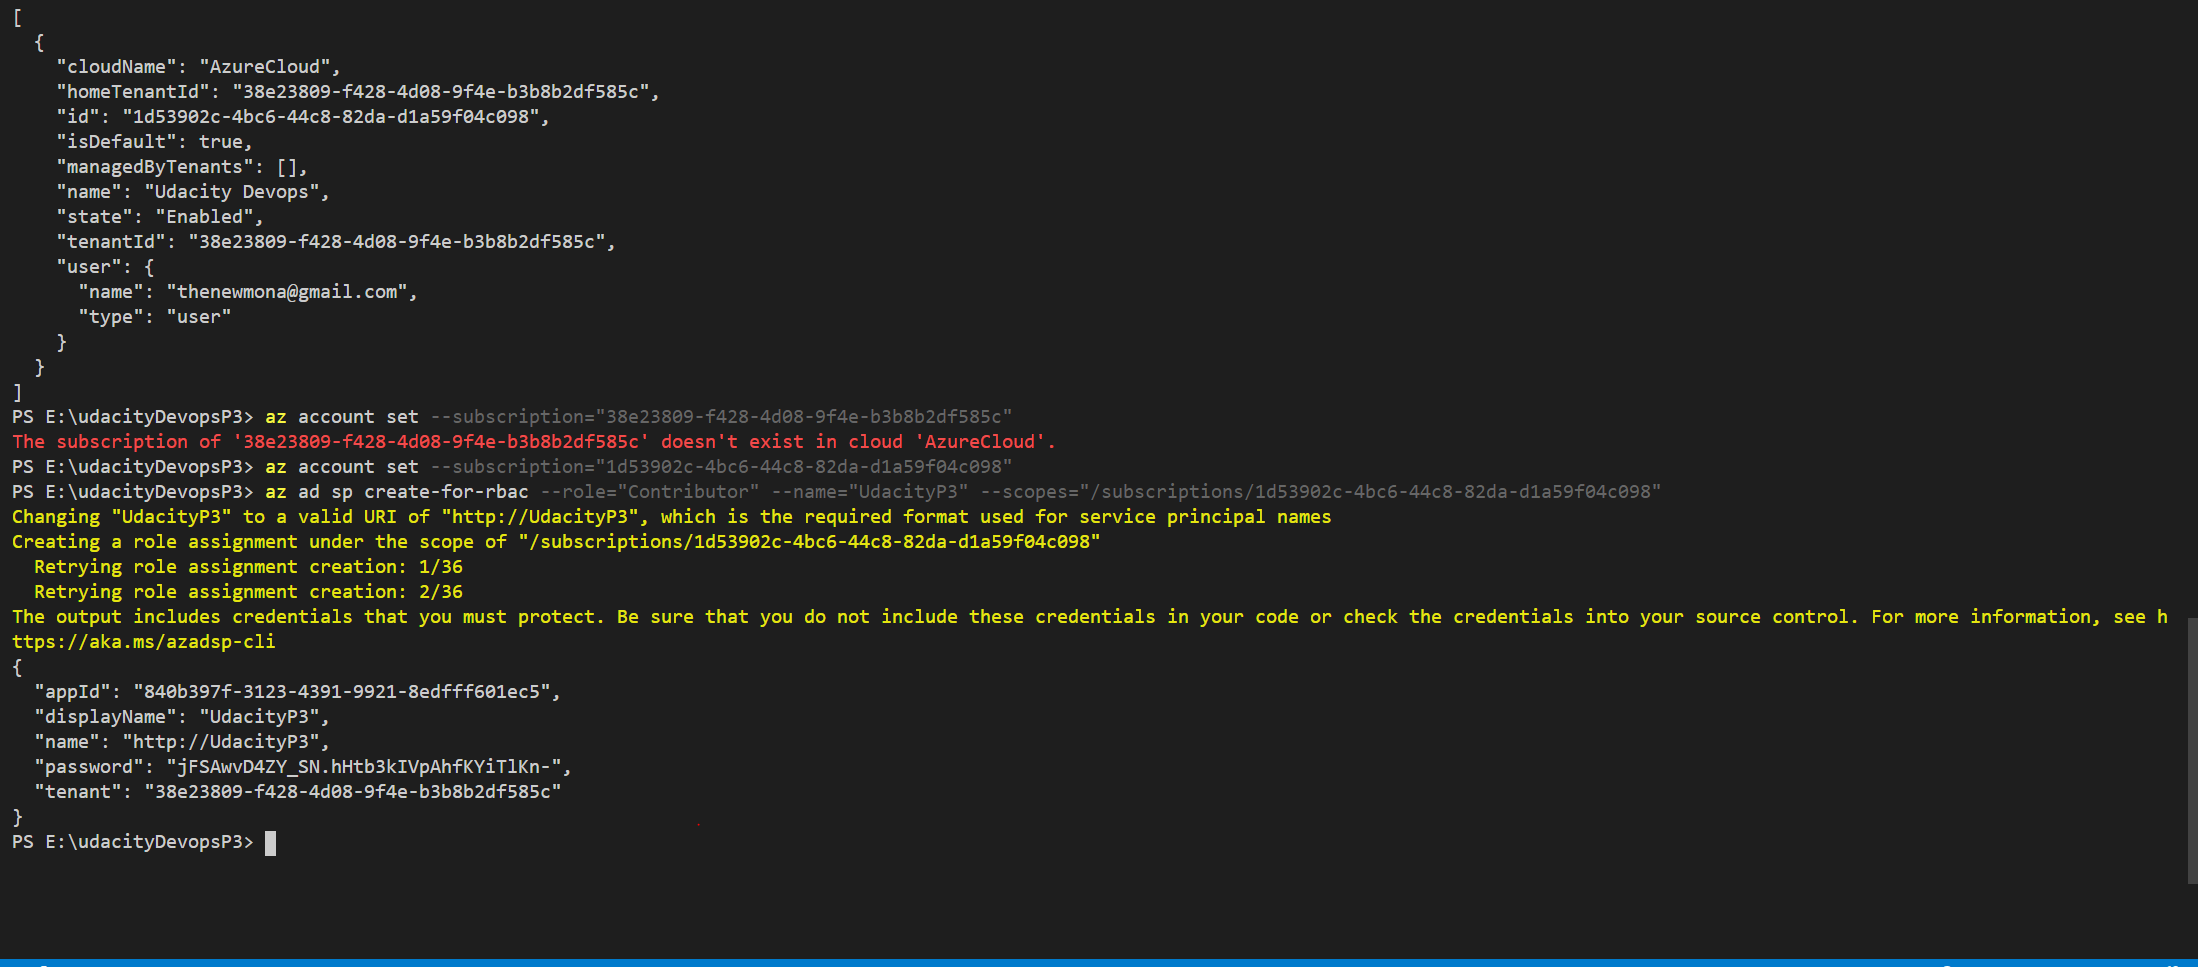 [
  {
    "cloudName": "AzureCloud",
    "homeTenantId": "38e23809-f428-4d08-9f4e-b3b8b2df585c",
    "id": "1d53902c-4bc6-44c8-82da-d1a59f04c098",
    "isDefault": true,
    "managedByTenants": [],
    "name": "Udacity Devops",
    "state": "Enabled",
    "tenantId": "38e23809-f428-4d08-9f4e-b3b8b2df585c",
    "user": {
      "name": "thenewmona@gmail.com",
      "type": "user"
    }
  }
]
PS E:\udacityDevopsP3> az account set --subscription="38e23809-f428-4d08-9f4e-b3b8b2df585c"
The subscription of '38e23809-f428-4d08-9f4e-b3b8b2df585c' doesn't exist in cloud 'AzureCloud'.
PS E:\udacityDevopsP3> az account set --subscription="1d53902c-4bc6-44c8-82da-d1a59f04c098"
PS E:\udacityDevopsP3> az ad sp create-for-rbac --role="Contributor" --name="UdacityP3" --scopes="/subscriptions/1d53902c-4bc6-44c8-82da-d1a59f04c098"
Changing "UdacityP3" to a valid URI of "http://UdacityP3", which is the required format used for service principal names
Creating a role assignment under the scope of "/subscriptions/1d53902c-4bc6-44c8-82da-d1a59f04c098"
  Retrying role assignment creation: 1/36
  Retrying role assignment creation: 2/36
The output includes credentials that you must protect. Be sure that you do not include these credentials in your code or check the credentials into your source control. For more information, see h
ttps://aka.ms/azadsp-cli
{
  "appId": "840b397f-3123-4391-9921-8edfff601ec5",
  "displayName": "UdacityP3",
  "name": "http://UdacityP3",
  "password": "jFSAwvD4ZY_SN.hHtb3kIVpAhfKYiTlKn-",
  "tenant": "38e23809-f428-4d08-9f4e-b3b8b2df585c"
}
PS E:\udacityDevopsP3>